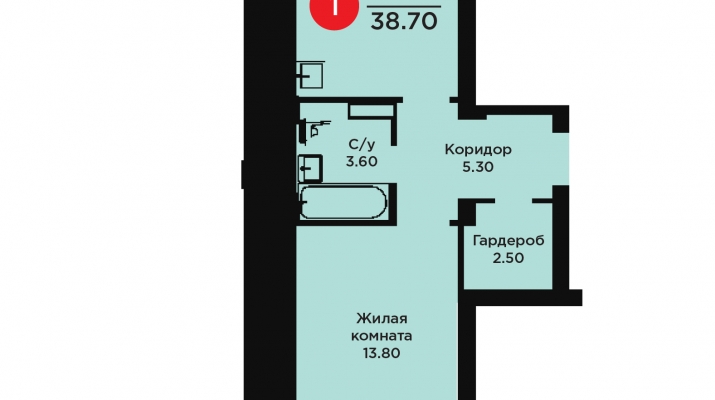 1
38.70
С/у
3.60
Коридор
5.30
Гардероб
2.50
Жилая
комната
13.80